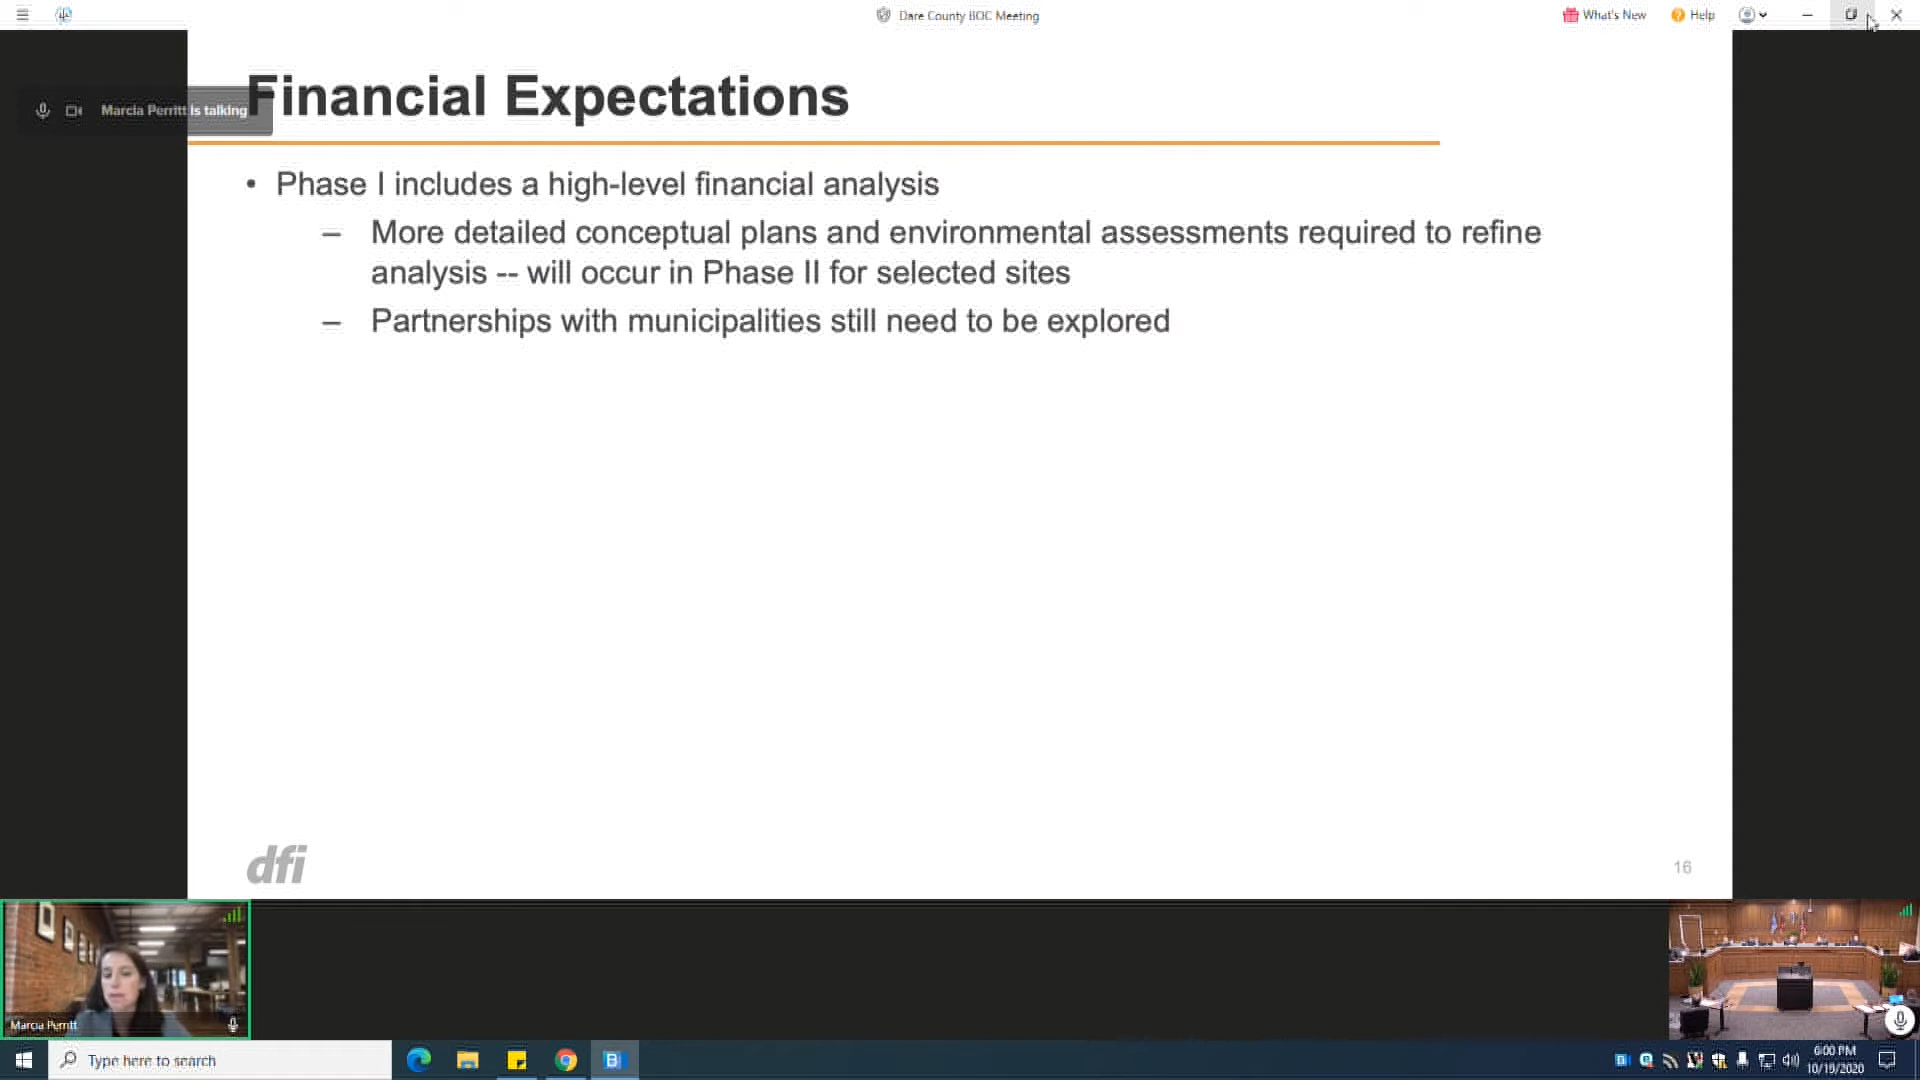 Dare County BOC Meeting
What's New
Help
Marcia Perritt is talking
Financial Expectations
• Phase I includes a high-level financial analysis
– More detailed conceptual plans and environmental assessments required to refine
analysis -- will occur in Phase II for selected sites
– Partnerships with municipalities still need to be explored
dfi
16
Marcia Perritt
Type here to search
6:00 PM
10/19/2020